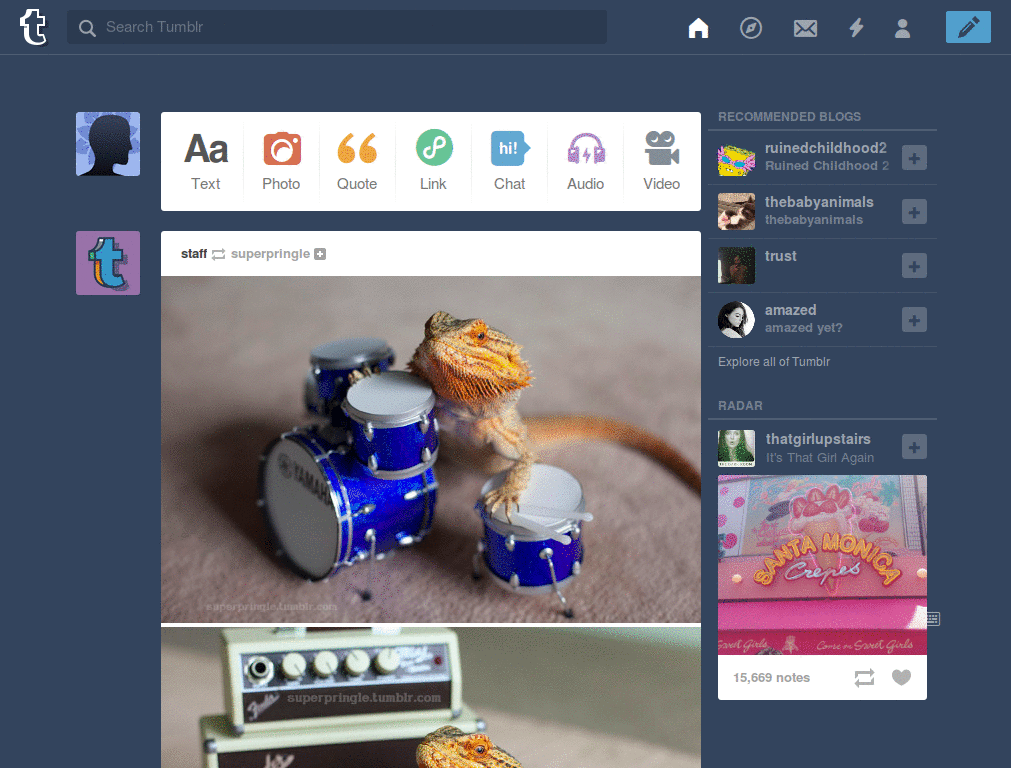 t
Search Tumblr
Aa
hi!
Text
Photo
Quote
Link
Chat
Audio
Video
t
staff superpringle
YAMAHA
superpringle.tumblr.com
superpringle.tumblr.com
Fender
RECOMMENDED BLOGS
ruinedchildhood2
Ruined Childhood 2
thebabyanimals
thebabyanimals
trust
amazed
amazed yet?
Explore all of Tumblr
RADAR
thatgirlupstairs
It's That Girl Again
SANTA MONICA
Crepes
Sweet Girls
Come on Sweet Girls
15,669 notes